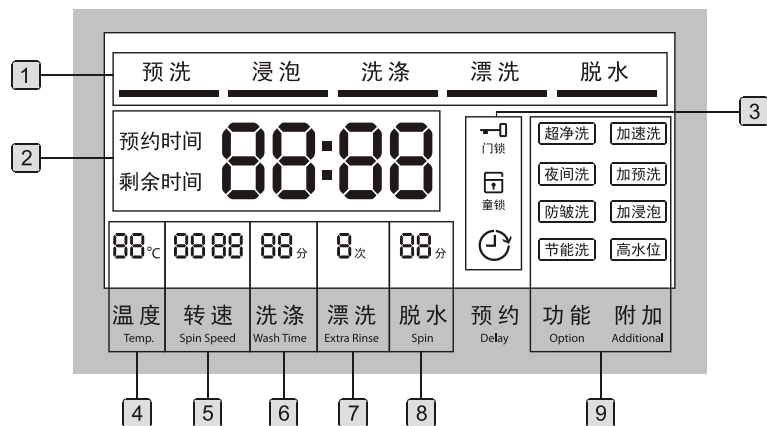 预洗 浸泡 洗涤 漂洗 脱水
1
3
预约时间
剩余时间
88:88
2
门锁
童锁
超净洗 加速洗
夜间洗 加预洗
防皱洗 加浸泡
节能洗 高水位
88℃ 8888 88分 8次 88分
温度 转速 洗涤 漂洗 脱水 预约 功能 附加
Temp. Spin Speed Wash Time Extra Rinse Spin Delay Option Additional
4 5 6 7 8 9